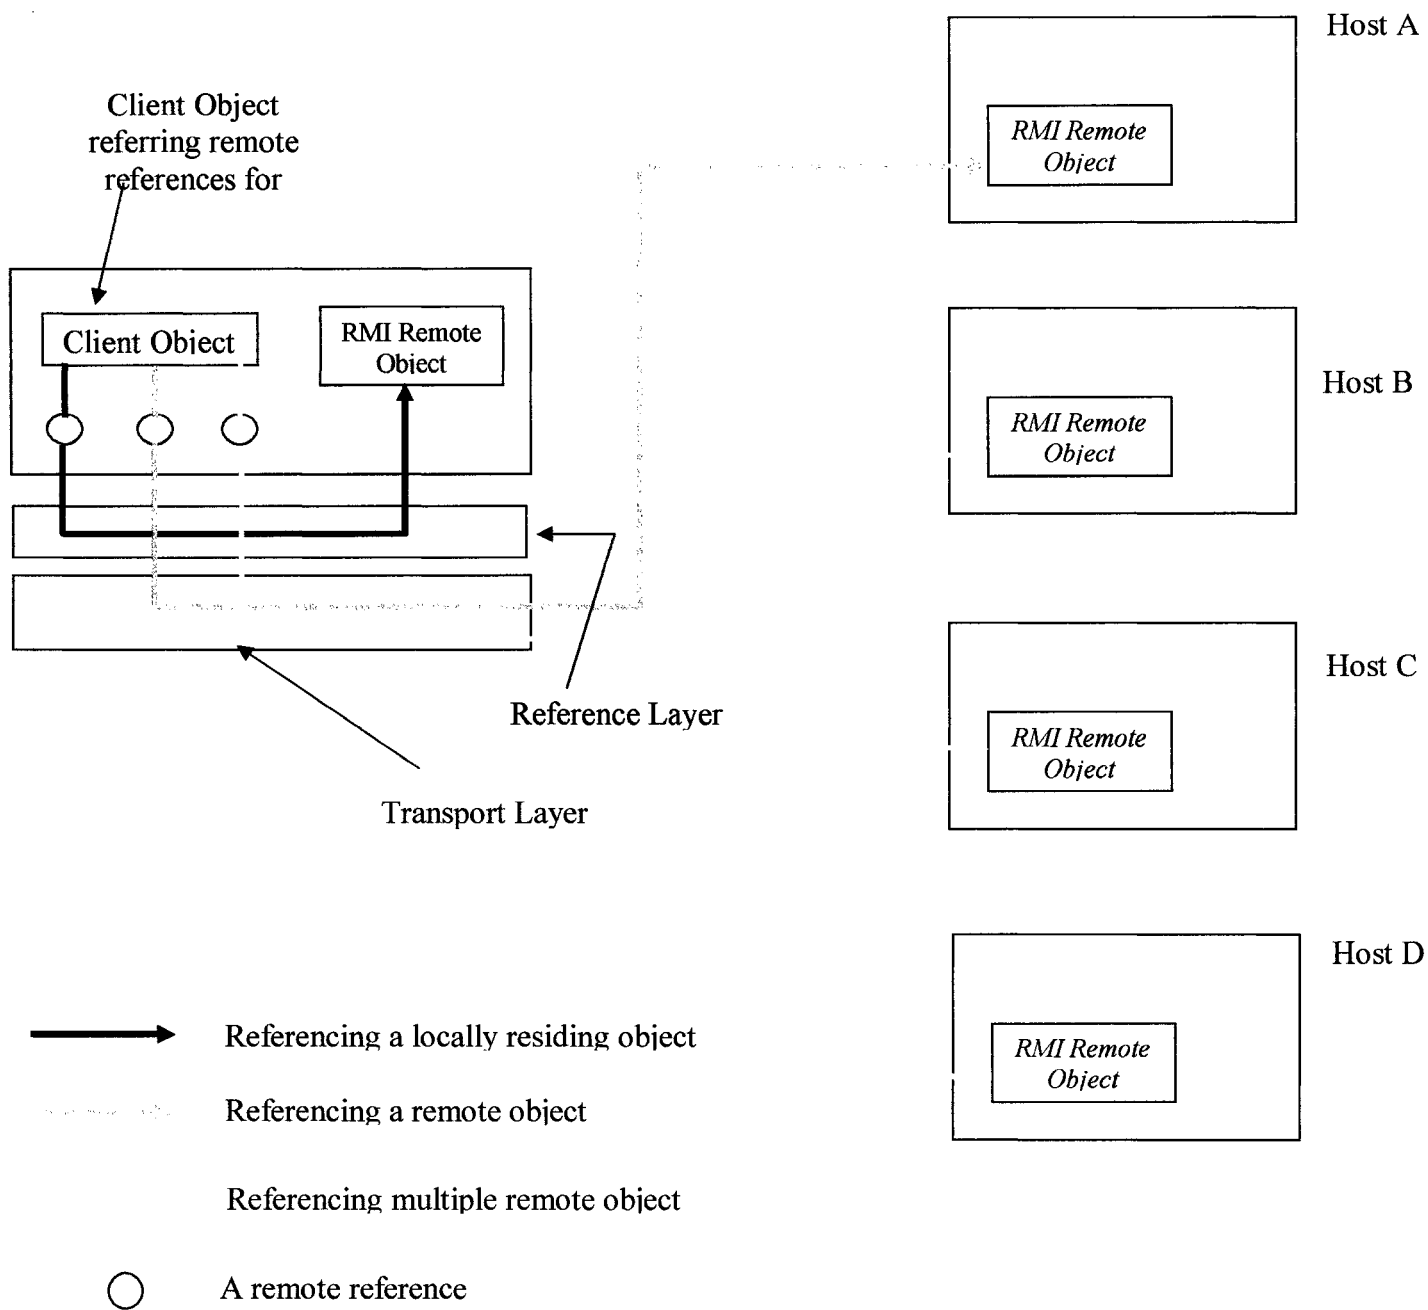 Host A
Client Object
referring remote
references for
RMI Remote
Object
Client Object
RMI Remote
Object
Host B
RMI Remote
Object
Host C
Reference Layer
RMI Remote
Object
Transport Layer
Host D
Referencing a locally residing object
RMI Remote
Object
Referencing a remote object
Referencing multiple remote object
A remote reference